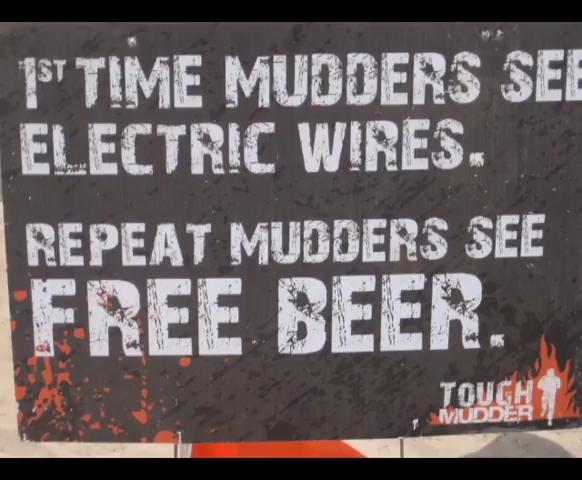 1ST TIME MUDDERS SEE
ELECTRIC WIRES.
REPEAT MUDDERS SEE
FREE BEER.
TOUGH
MUDDER